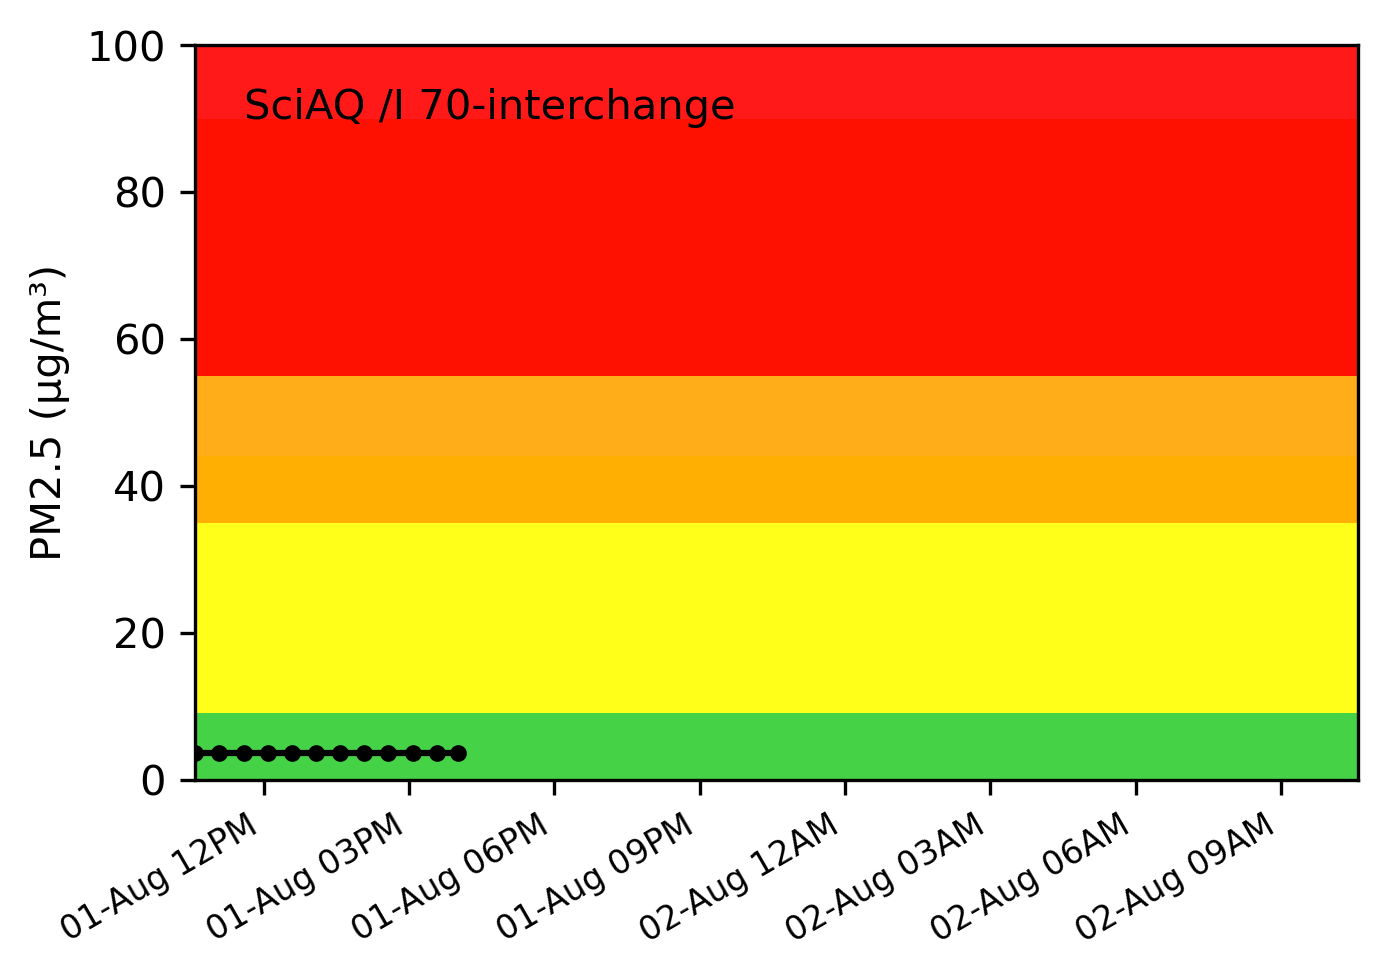 SciAQ /I 70-interchange
PM2.5 (µg/m³)
100
80
60
40
20
0
01-Aug 12PM
01-Aug 03PM
01-Aug 06PM
01-Aug 09PM
02-Aug 12AM
02-Aug 03AM
02-Aug 06AM
02-Aug 09AM